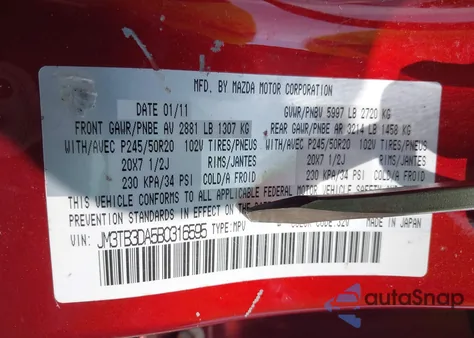 MFD. BY MAZDA MOTOR CORPORATION
DATE 01/11 GVWR/PNBV 5997 LB 2720 KG
FRONT GAWR/PNBE AV 2881 LB 1307 KG REAR GAWR/PNBE AR 3214 LB 1458 KG
WITH/AVEC P245/50R20 102V TIRES/PNEUS WITH/AVEC P245/50R20 102V TIRES/PNEUS
20X7 1/2J RIMS/JANTES 20X7 1/2J RIMS/JANTES
230 KPA/34 PSI COLD/A FROID 230 KPA/34 PSI COLD/A FROID
THIS VEHICLE CONFORMS TO ALL APPLICABLE FEDERAL MOTOR VEHICLE SAFETY
PREVENTION STANDARDS IN EFFECT ON THE
VIN: JM3TB3DA5B0316595 TYPE: MPV COLOR CODE: 32V MADE IN JAPAN
autoSnap